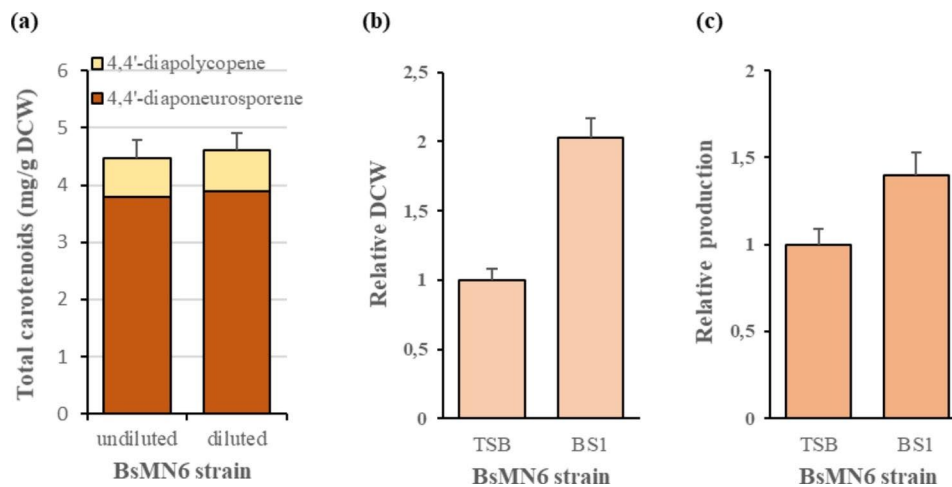 (a)
4,4'-diapolycopene
4,4'-diaponeurosporene
Total carotenoids (mg/g DCW)
6
5
4
3
2
1
0
undiluted diluted
BsMN6 strain
(b)
Relative DCW
2,5
2
1,5
1
0,5
0
TSB BS1
BsMN6 strain
(c)
Relative production
2
1,5
1
0,5
0
TSB BS1
BsMN6 strain